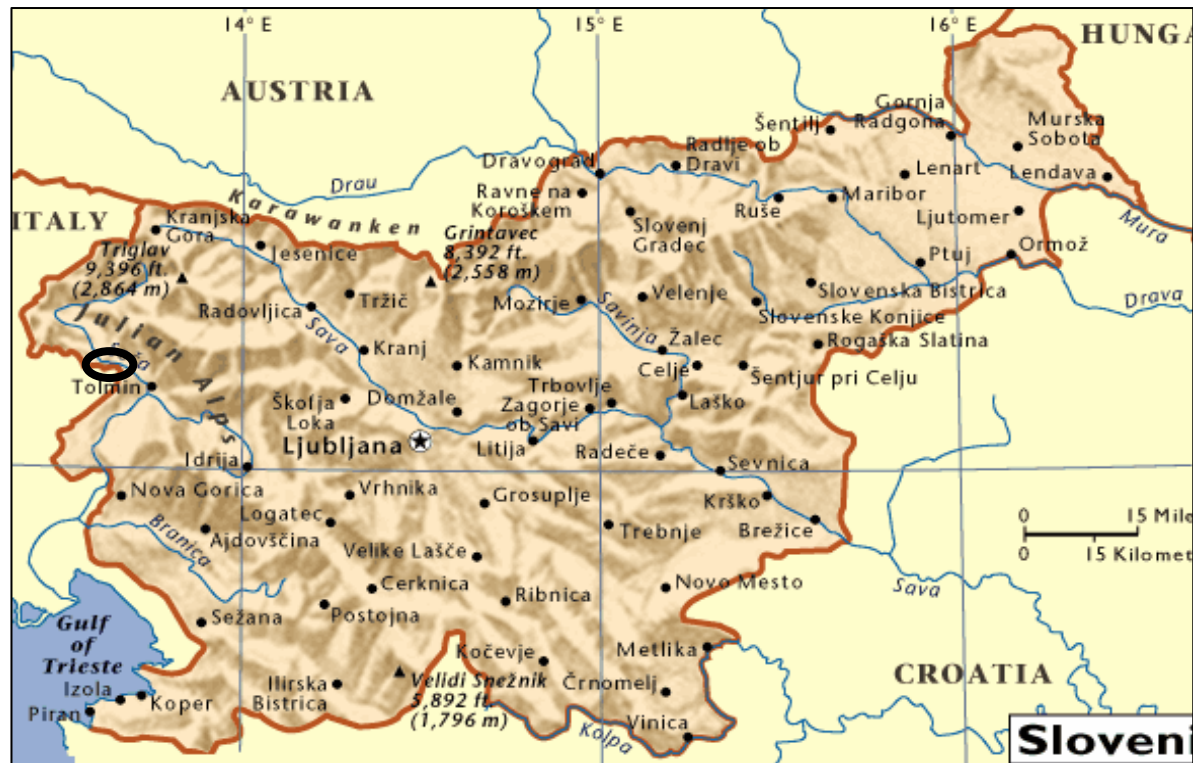 14° E
15° E
16° E
HUNGA
AUSTRIA
Gornja
Radgona
Šentilj
Murska
Sobota
Radlje ob
Dravi
Dravograd
Lenart
Lendava
Drau
Ravne na
Koroškem
Ruše
Maribor
Karawanken
ITALY
Kranjska
Gora
Slovenj
Gradec
Ljutomer
Mura
Grintavec
8,392 ft.
(2,558 m)
Triglav
9,396 ft.
(2,864 m)
Jesenice
Ormož
Ptuj
Tržič
Mozirje
Savinja
Velenje
Slovenska Bistrica
Drava
Radovljica
Slovenske Konjice
Julian Alps
Sava
Kranj
Kamnik
Žalec
Rogaška Slatina
Celje
Šentjur pri Celju
Tolmin
Trbovlje
Škofja
Loka
Domžale
Zagorje
ob Savi
Laško
Ljubljana
Litija
Radeče
Idrija
Sevnica
Nova Gorica
Vrhnika
Grosuplje
Krško
Logatec
Branica
Ajdovščina
Trebnje
Brežice
0 15 Mile
0 15 Kilomet
Velike Lašče
Cerknica
Ribnica
Novo Mesto
Sava
Postojna
Sežana
Gulf
of
Trieste
Metlika
Kočevje
CROATIA
Izola
Koper
Ilirska
Bistrica
Velidi Snežnik
5,892 ft.
(1,796 m)
Črnomelj
Piran
Vinica
Kolpa
Sloveni